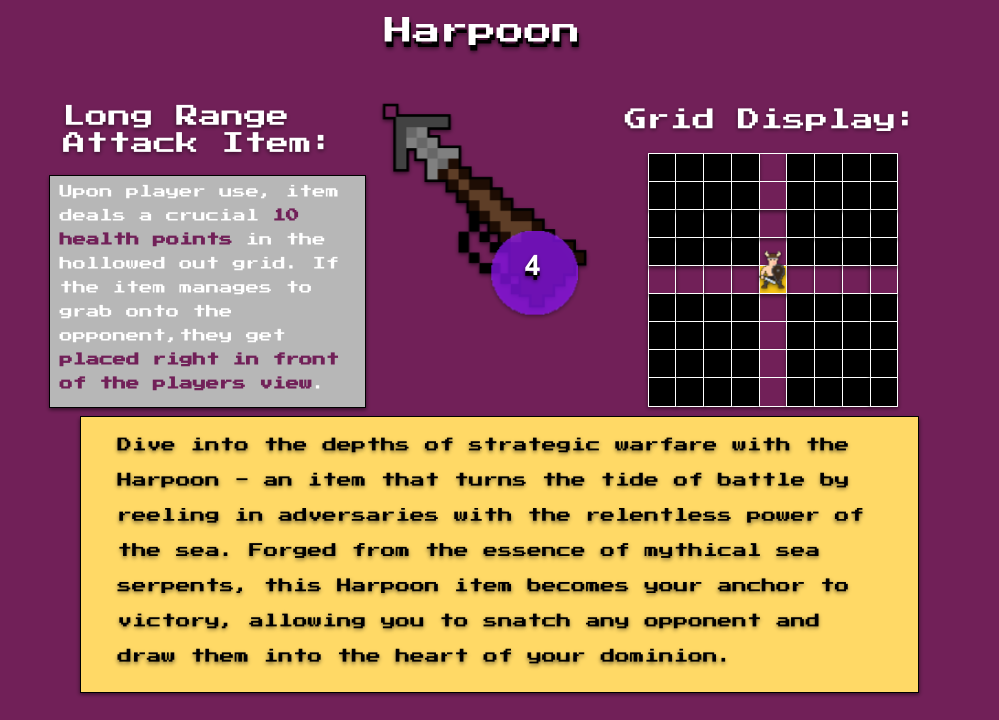 Harpoon
Long Range
Attack Item:
Upon player use, item
deals a crucial 10
health points in the
hollowed out grid. If
the item manages to
grab onto the
opponent,they get
placed right in front
of the players view.
4
Grid Display:
Dive into the depths of strategic warfare with the
Harpoon - an item that turns the tide of battle by
reeling in adversaries with the relentless power of
the sea. Forged from the essence of mythical sea
serpents, this Harpoon item becomes your anchor to
victory, allowing you to snatch any opponent and
draw them into the heart of your dominion.